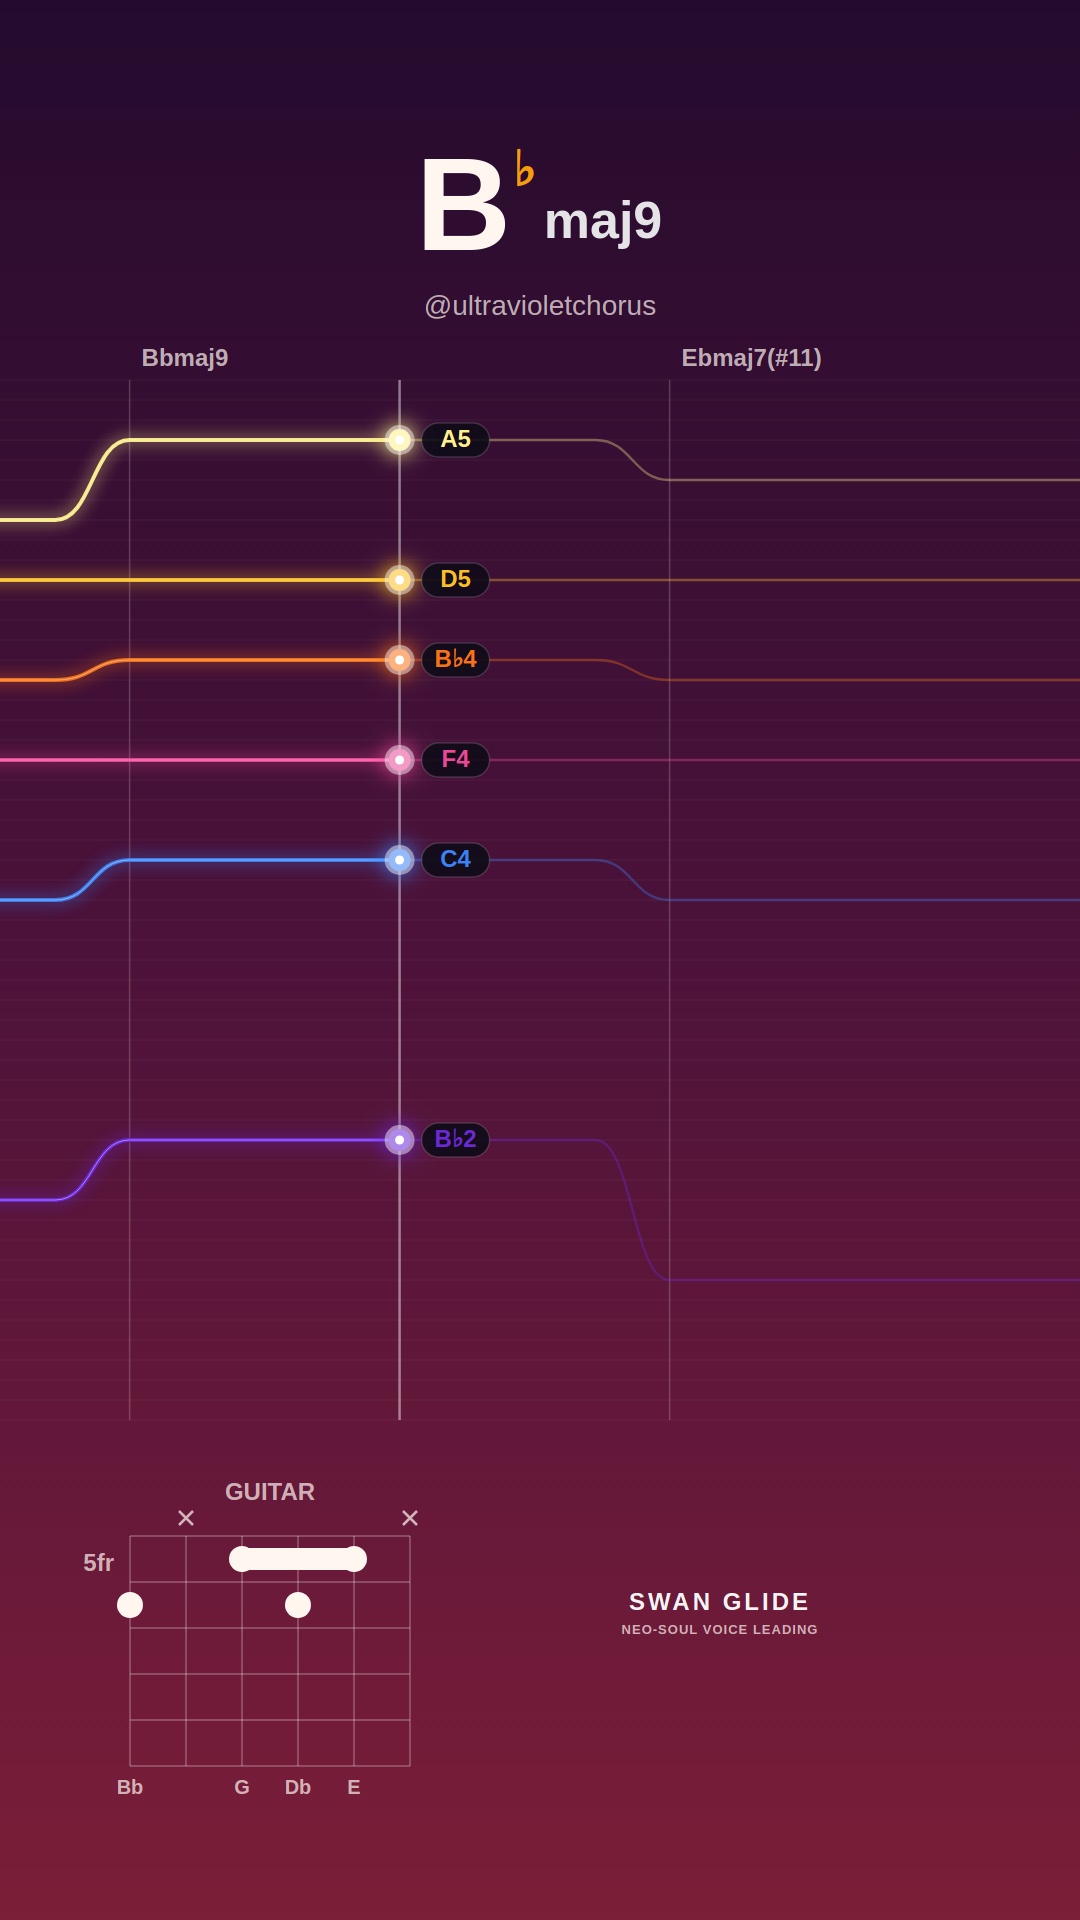 B♭maj9
@ultravioletchorus
Bbmaj9 Ebmaj7(#11)
A5
D5
B♭4
F4
C4
B♭2
GUITAR
× ×
5fr
SWAN GLIDE
NEO-SOUL VOICE LEADING
Bb G Db E